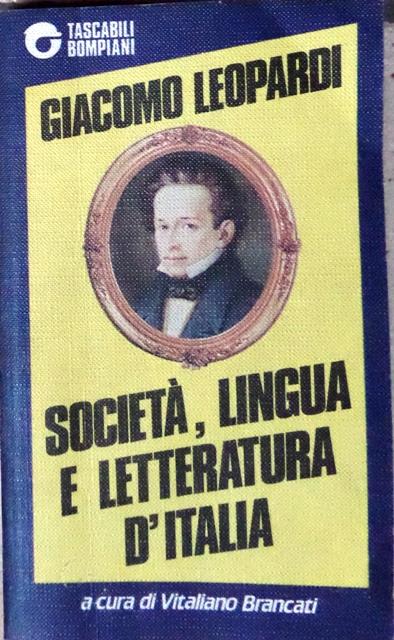 TASCABILI
BOMPIANI
GIACOMO LEOPARDI
SOCIETÀ, LINGUA
E LETTERATURA
D'ITALIA
a cura di Vitaliano Brancati